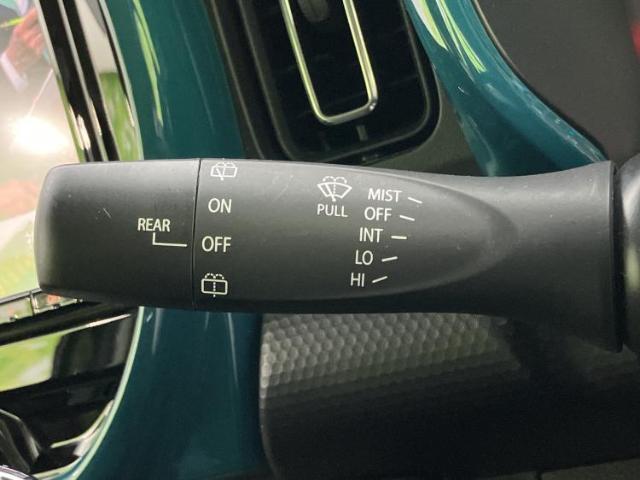 REAR
ON
OFF
PULL
MIST
OFF
INT
LO
HI